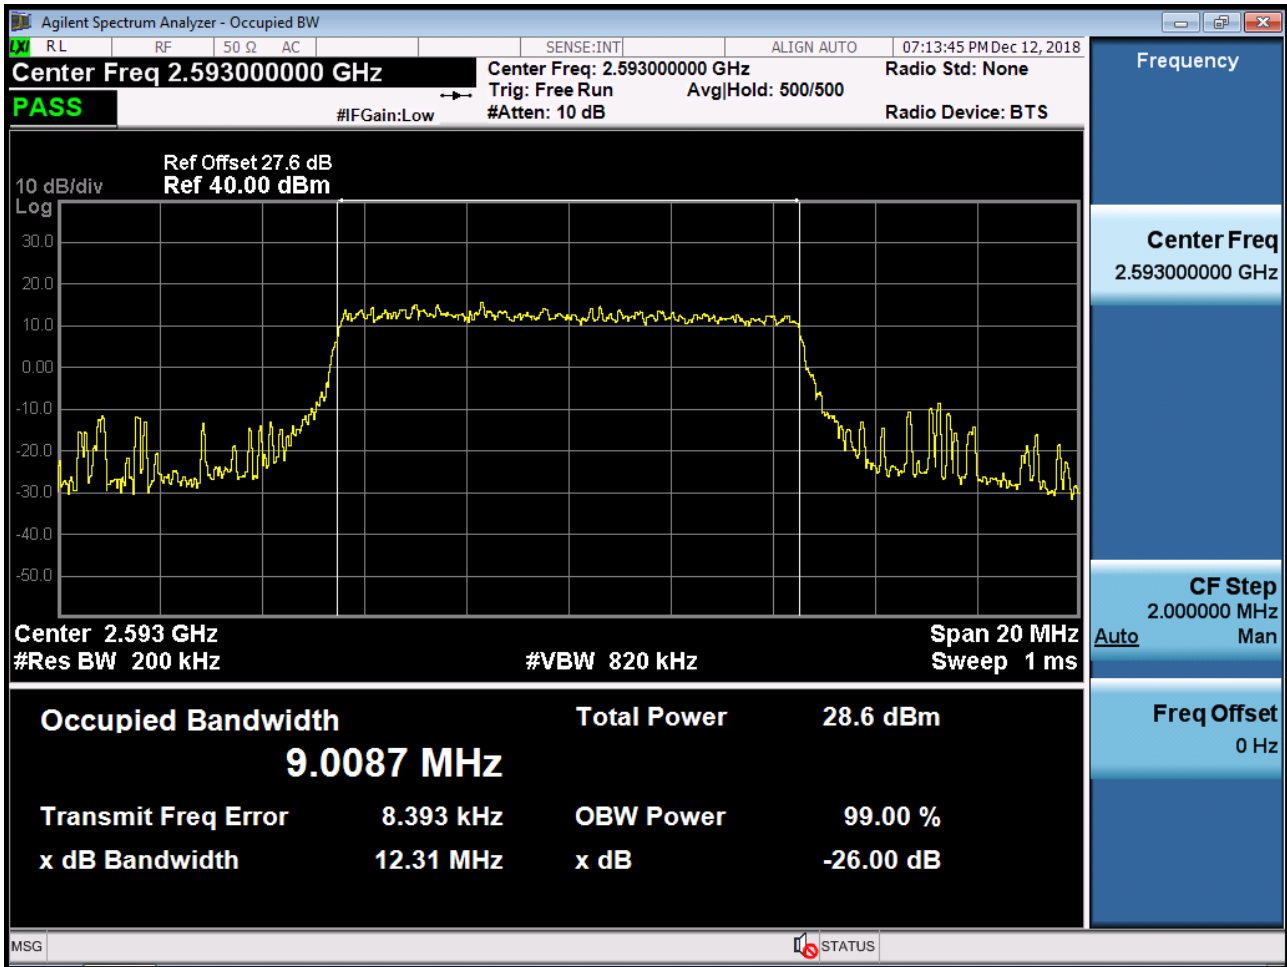 Agilent Spectrum Analyzer - Occupied BW
LXI RL RF 50 Ω AC SENSE:INT ALIGN AUTO 07:13:45 PM Dec 12, 2018
Center Freq 2.593000000 GHz
PASS
#IFGain:Low
Center Freq: 2.593000000 GHz
Trig: Free Run Avg|Hold: 500/500
#Atten: 10 dB
Radio Std: None
Radio Device: BTS
Ref Offset 27.6 dB
10 dB/div Ref 40.00 dBm
Log
30.0
20.0
10.0
0.00
-10.0
-20.0
-30.0
-40.0
-50.0
Center 2.593 GHz Span 20 MHz
#Res BW 200 kHz #VBW 820 kHz Sweep 1 ms
Occupied Bandwidth Total Power 28.6 dBm
9.0087 MHz
Transmit Freq Error 8.393 kHz OBW Power 99.00 %
x dB Bandwidth 12.31 MHz x dB -26.00 dB
MSG STATUS
Frequency
Center Freq
2.593000000 GHz
CF Step
2.000000 MHz
Auto Man
Freq Offset
0 Hz